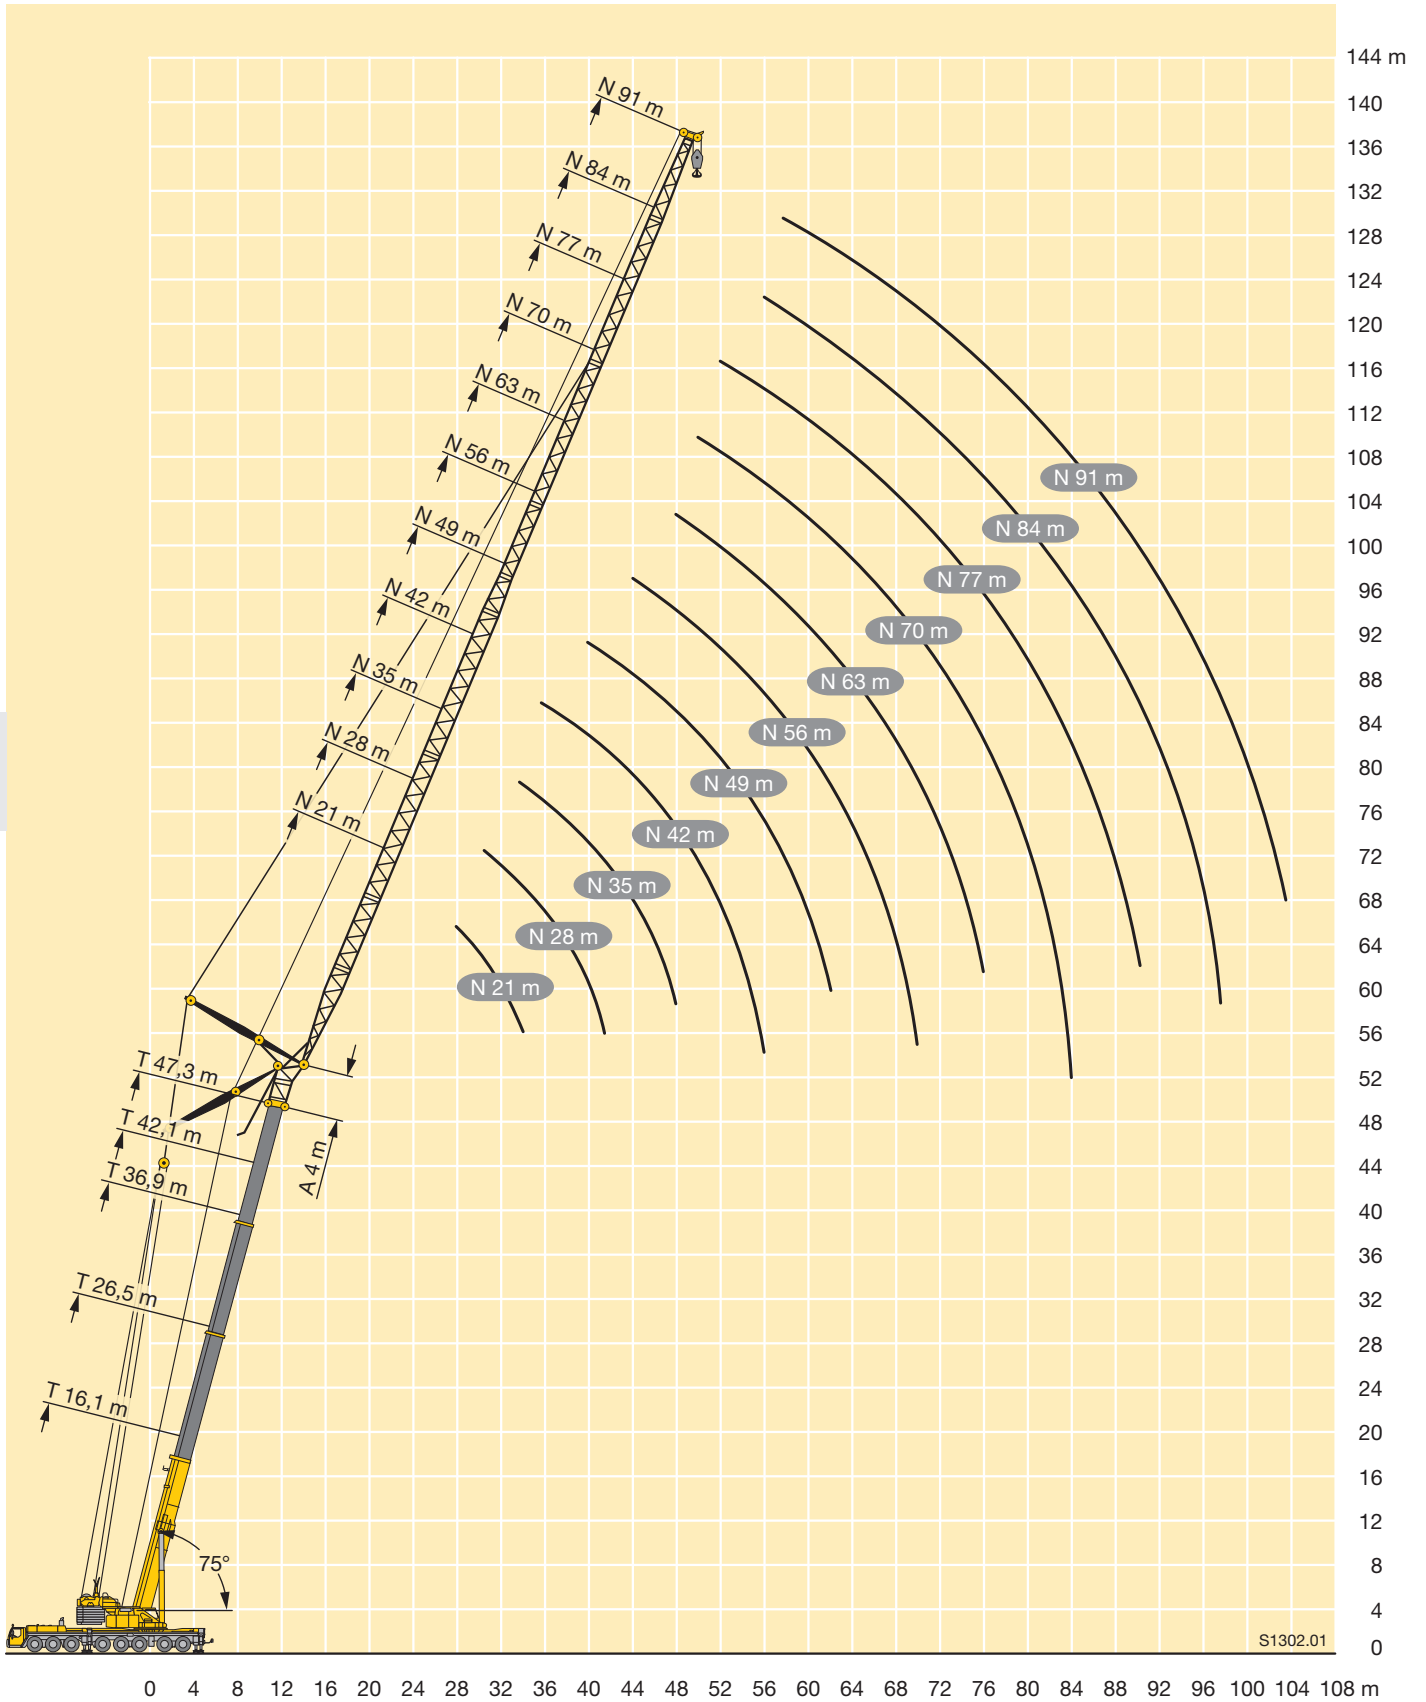 144 m
140
136
132
128
124
120
116
112
108
104
100
96
92
88
84
80
76
72
68
64
60
56
52
48
44
40
36
32
28
24
20
16
12
8
4
0
N 91 m
N 84 m
N 77 m
N 70 m
N 63 m
N 56 m
N 49 m
N 42 m
N 35 m
N 28 m
N 21 m
N 91 m
N 84 m
N 77 m
N 70 m
N 63 m
N 56 m
N 49 m
N 42 m
N 35 m
N 28 m
N 21 m
T 47,3 m
T 42,1 m
T 36,9 m
A 4 m
T 26,5 m
T 16,1 m
75°
S1302.01
0 4 8 12 16 20 24 28 32 36 40 44 48 52 56 60 64 68 72 76 80 84 88 92 96 100 104 108 m